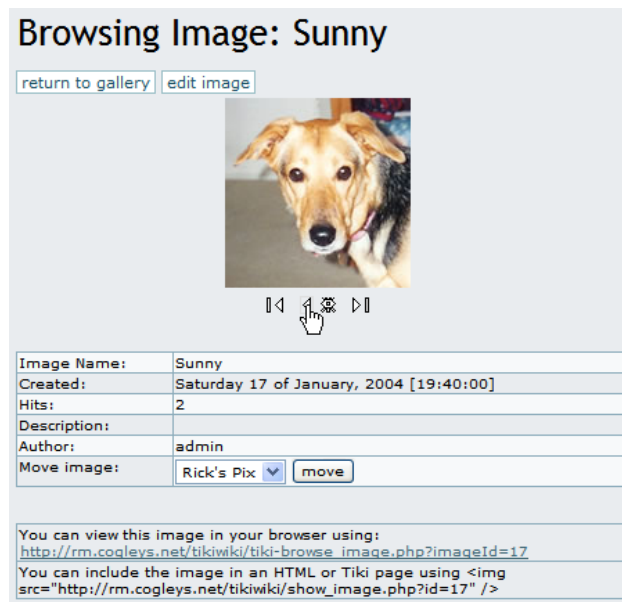 Browsing Image: Sunny
return to gallery edit image
Image Name: Sunny
Created: Saturday 17 of January, 2004 [19:40:00]
Hits: 2
Description:
Author: admin
Move image: Rick's Pix move
You can view this image in your browser using:
http://rm.cogleys.net/tikiwiki/tiki-browse_image.php?imageId=17
You can include the image in an HTML or Tiki page using <img
src="http://rm.cogleys.net/tikiwiki/show_image.php?id=17" />